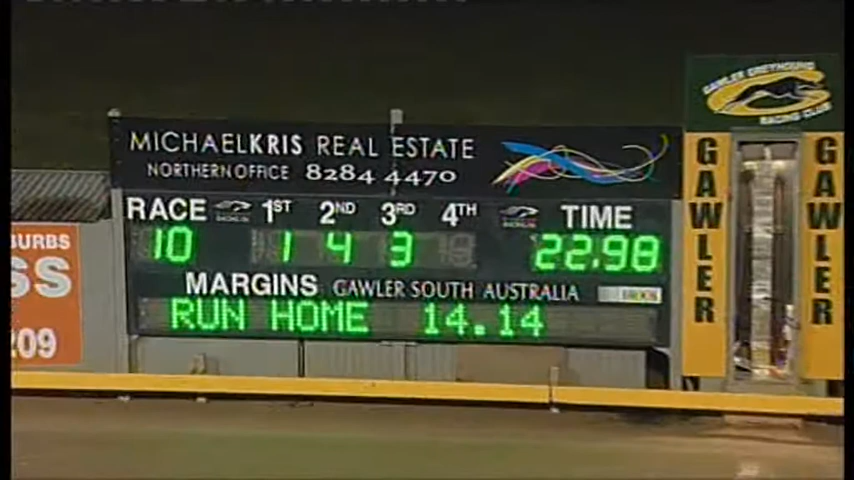 GAWLER GREYHOUND
RACING CLUB
MICHAELKRIS REAL ESTATE
NORTHERN OFFICE 8284 4470
RACE 1ST 2ND 3RD 4TH TIME
10 1 4 3 22.98
MARGINS GAWLER SOUTH AUSTRALIA
RUN HOME 14.14
GAWLER
GAWLER
BURBS
SS
209